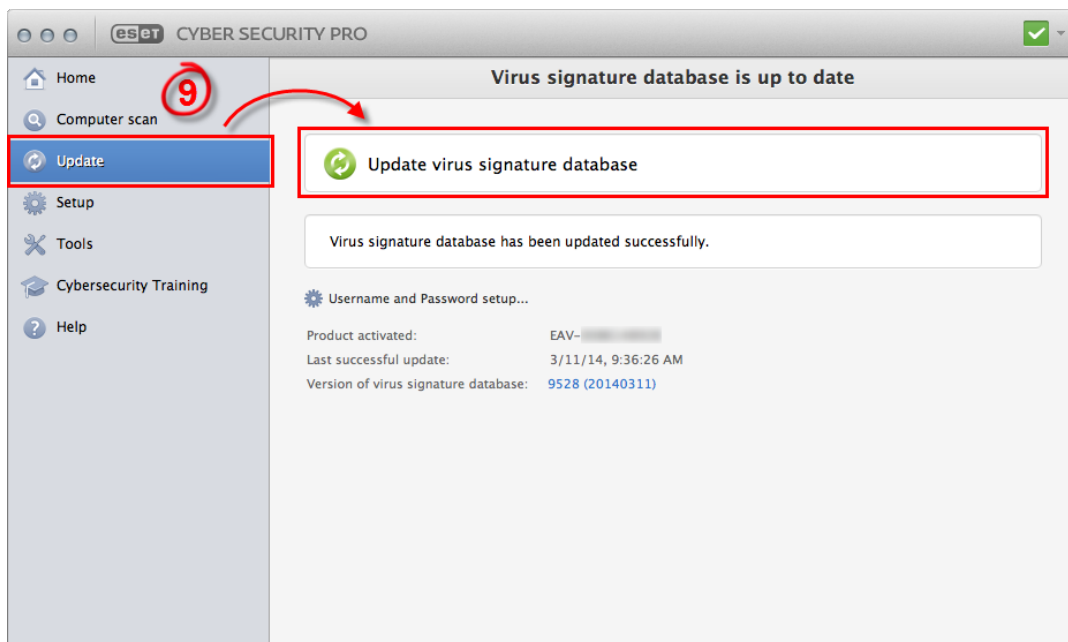 eset CYBER SECURITY PRO
Home
9
Computer scan
Update
Setup
Tools
Cybersecurity Training
Help
Virus signature database is up to date
Update virus signature database
Virus signature database has been updated successfully.
Username and Password setup...
Product activated: EAV-
Last successful update: 3/11/14, 9:36:26 AM
Version of virus signature database: 9528 (20140311)